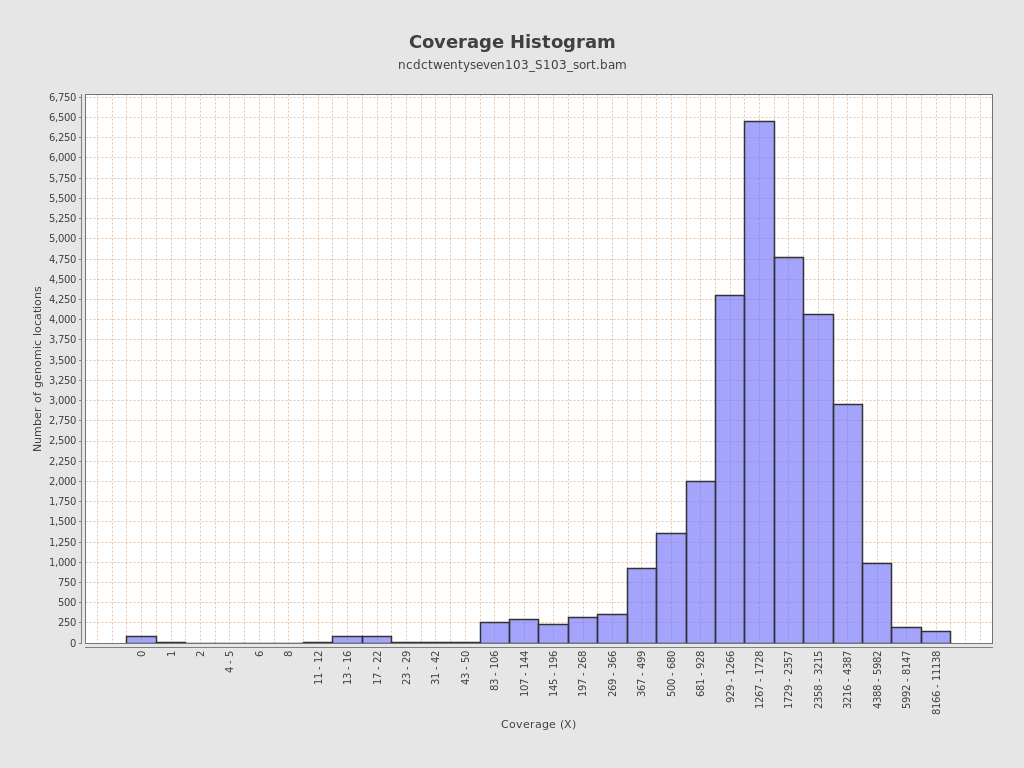 Coverage Histogram
ncdctwentyseven103_S103_sort.bam
Number of genomic locations
6,750
6,500
6,250
6,000
5,750
5,500
5,250
5,000
4,750
4,500
4,250
4,000
3,750
3,500
3,250
3,000
2,750
2,500
2,250
2,000
1,750
1,500
1,250
1,000
750
500
250
0
0
1
2
4 - 5
6
8
11 - 12
13 - 16
17 - 22
23 - 29
31 - 42
43 - 50
83 - 106
107 - 144
145 - 196
197 - 268
269 - 366
367 - 499
500 - 680
681 - 928
929 - 1266
1267 - 1728
1729 - 2357
2358 - 3215
3216 - 4387
4388 - 5982
5992 - 8147
8166 - 11138
Coverage (X)